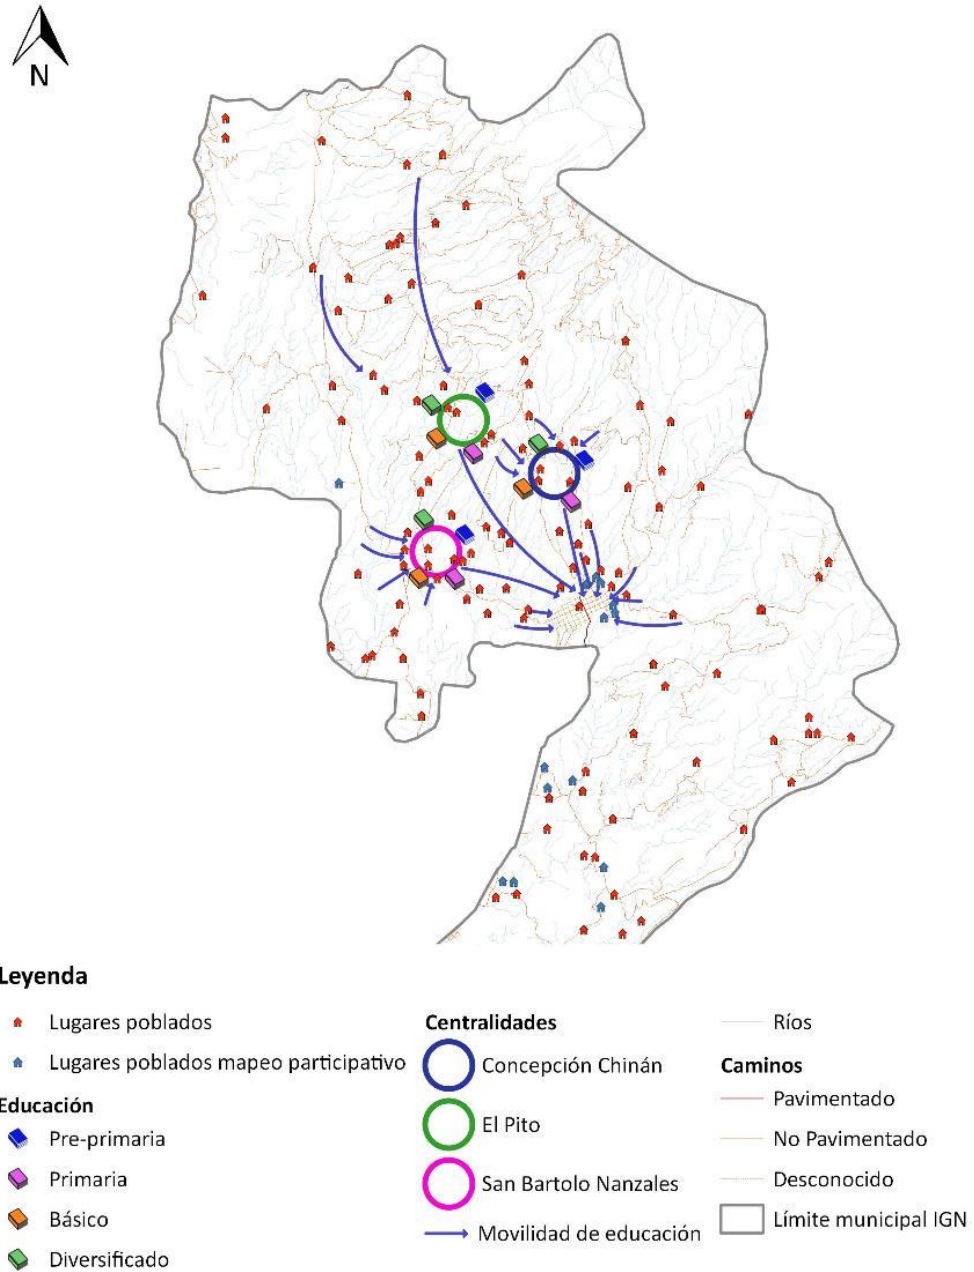 N
Leyenda
Lugares poblados
Lugares poblados mapeo participativo
Educación
Pre-primaria
Primaria
Básico
Diversificado
Centralidades
Concepción Chinán
El Pito
San Bartolo Nanzales
Movilidad de educación
Ríos
Caminos
Pavimentado
No Pavimentado
Desconocido
Límite municipal IGN